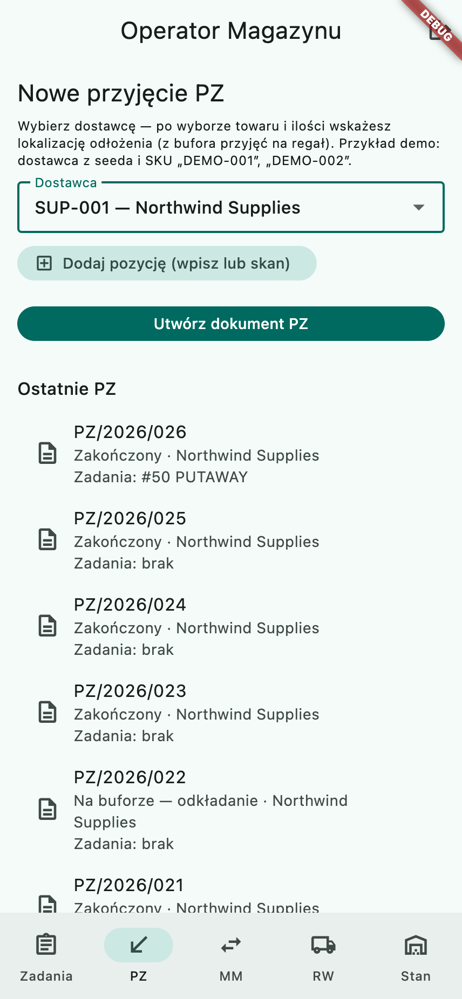 Operator Magazynu
DEBUG
Nowe przyjęcie PZ
Wybierz dostawcę — po wyborze towaru i ilości wskażesz
lokalizację odłożenia (z bufora przyjęć na regał). Przykład demo:
dostawca z seeda i SKU „DEMO-001”, „DEMO-002”.
Dostawca
SUP-001 — Northwind Supplies
Dodaj pozycję (wpisz lub skan)
Utwórz dokument PZ
Ostatnie PZ
PZ/2026/026
Zakończony · Northwind Supplies
Zadania: #50 PUTAWAY
PZ/2026/025
Zakończony · Northwind Supplies
Zadania: brak
PZ/2026/024
Zakończony · Northwind Supplies
Zadania: brak
PZ/2026/023
Zakończony · Northwind Supplies
Zadania: brak
PZ/2026/022
Na buforze — odkładanie · Northwind
Supplies
Zadania: brak
PZ/2026/021
Zakończony · Northwind Supplies
Zadania
PZ
MM
RW
Stan